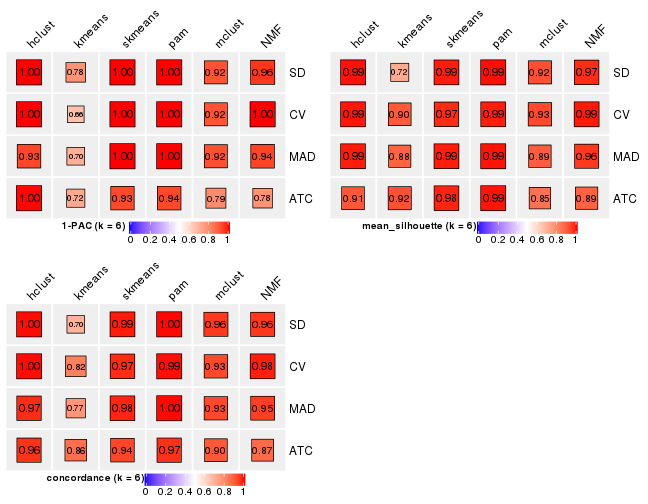 hclust kmeans skmeans pam mclust NMF
1.00 0.78 1.00 1.00 0.92 0.96 SD
1.00 0.66 1.00 1.00 0.92 1.00 CV
0.93 0.70 1.00 1.00 0.92 0.94 MAD
1.00 0.72 0.93 0.94 0.79 0.78 ATC
1-PAC (k = 6)
0 0.2 0.4 0.6 0.8 1
hclust kmeans skmeans pam mclust NMF
0.99 0.72 0.99 0.99 0.92 0.97 SD
0.99 0.90 0.97 0.99 0.93 0.99 CV
0.99 0.88 0.99 0.99 0.89 0.96 MAD
0.91 0.92 0.98 0.99 0.85 0.89 ATC
mean_silhouette (k = 6)
0 0.2 0.4 0.6 0.8 1
hclust kmeans skmeans pam mclust NMF
1.00 0.70 0.99 1.00 0.96 0.96 SD
1.00 0.82 0.97 0.99 0.93 0.98 CV
0.97 0.77 0.98 1.00 0.93 0.95 MAD
0.96 0.86 0.94 0.97 0.90 0.87 ATC
concordance (k = 6)
0 0.2 0.4 0.6 0.8 1